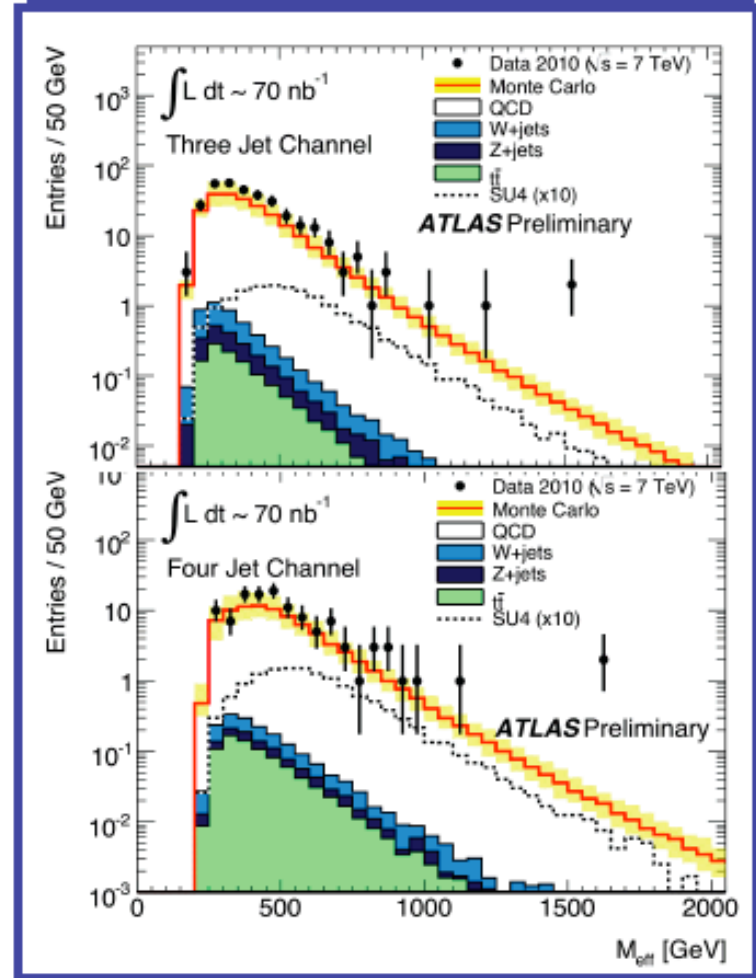 Entries / 50 GeV
10³
10²
10
1
10⁻¹
10⁻²
∫L dt ~ 70 nb⁻¹
Three Jet Channel
Data 2010 (√s = 7 TeV)
Monte Carlo
QCD
W+jets
Z+jets
tt̄
SU4 (x10)
ATLAS Preliminary
Entries / 50 GeV
10
1
10⁻¹
10⁻²
10⁻³
∫L dt ~ 70 nb⁻¹
Four Jet Channel
Data 2010 (√s = 7 TeV)
Monte Carlo
QCD
W+jets
Z+jets
tt̄
SU4 (x10)
ATLAS Preliminary
0 500 1000 1500 2000
M_eff [GeV]